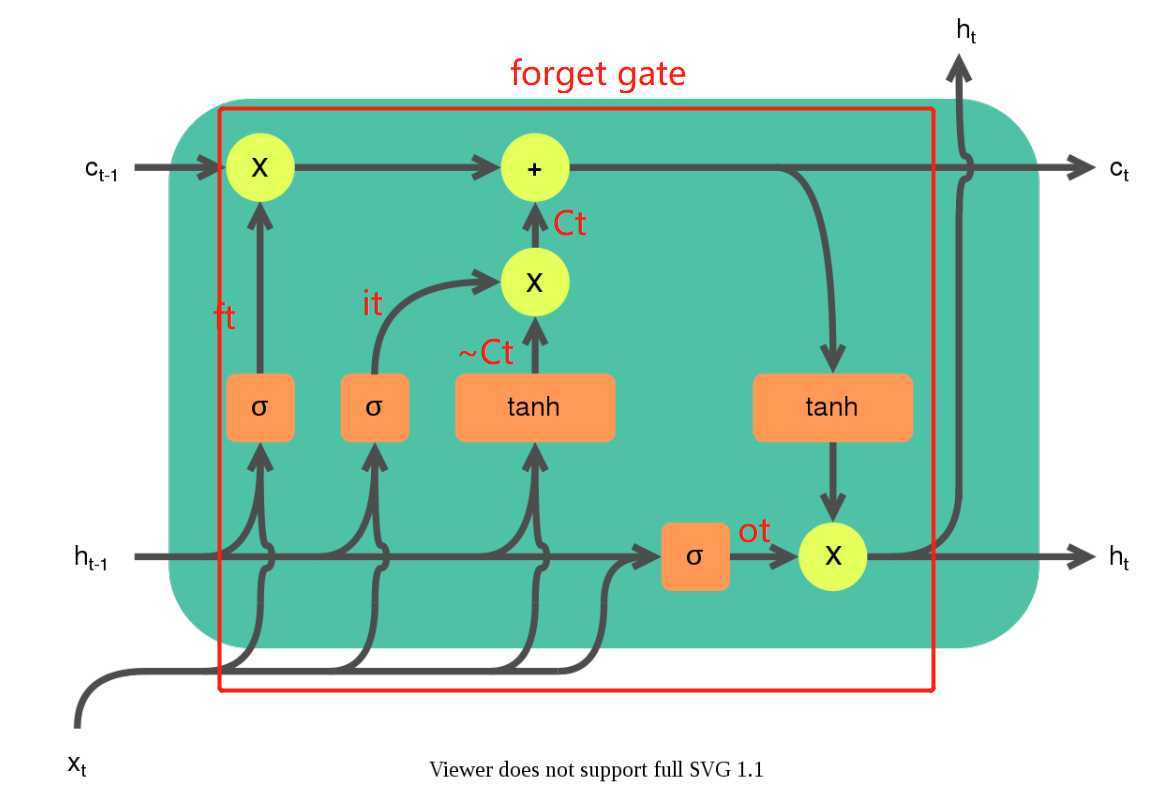 h_t
forget gate
c_{t-1}
X
+
c_t
Ct
X
it
ft
~Ct
σ
σ
tanh
tanh
ot
h_{t-1}
σ
X
h_t
x_t
Viewer does not support full SVG 1.1